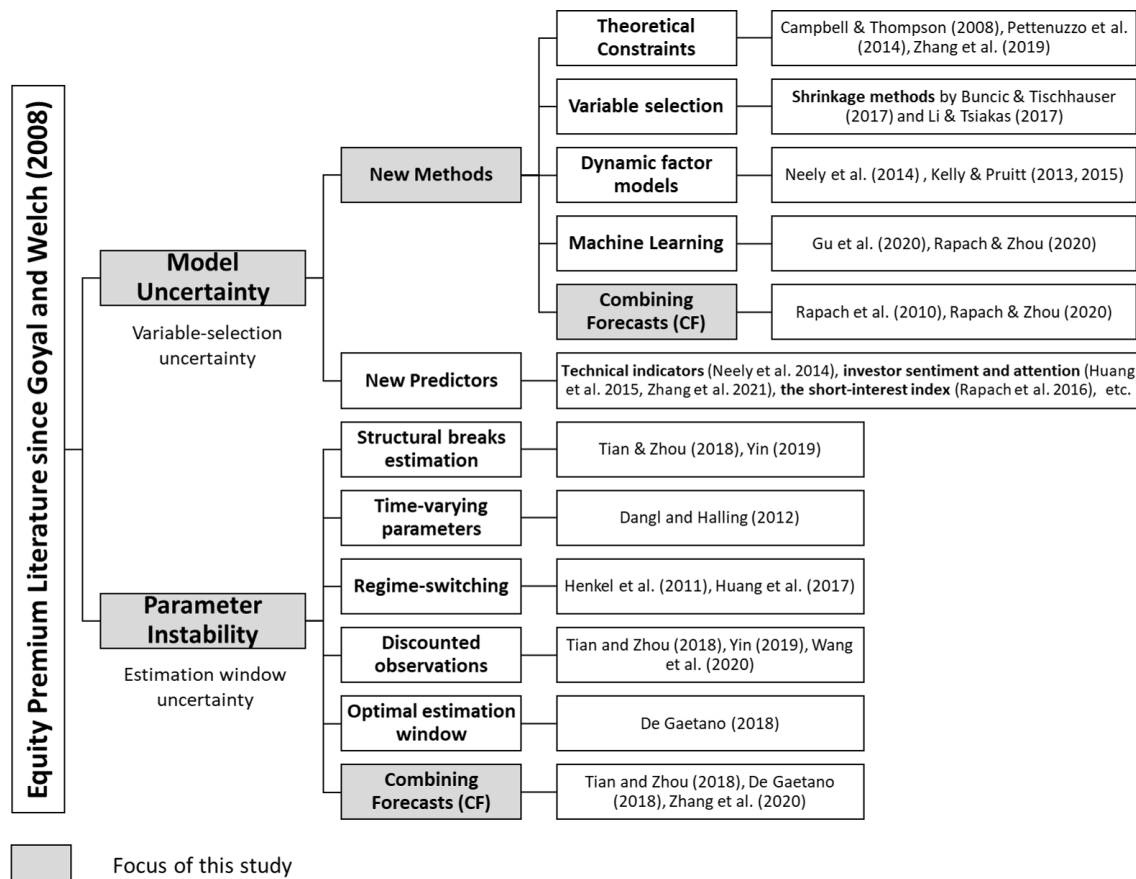 Equity Premium Literature since Goyal and Welch (2008)
Model
Uncertainty
Variable-selection
uncertainty
New Methods
Theoretical
Constraints
Campbell & Thompson (2008), Pettenuzzo et al.
(2014), Zhang et al. (2019)
Variable selection
Shrinkage methods by Buncic & Tischhauser
(2017) and Li & Tsiakas (2017)
Dynamic factor
models
Neely et al. (2014) , Kelly & Pruitt (2013, 2015)
Machine Learning
Gu et al. (2020), Rapach & Zhou (2020)
Combining
Forecasts (CF)
Rapach et al. (2010), Rapach & Zhou (2020)
New Predictors
Technical indicators (Neely et al. 2014), investor sentiment and attention (Huang
et al. 2015, Zhang et al. 2021), the short-interest index (Rapach et al. 2016), etc.
Parameter
Instability
Estimation window
uncertainty
Structural breaks
estimation
Tian & Zhou (2018), Yin (2019)
Time-varying
parameters
Dangl and Halling (2012)
Regime-switching
Henkel et al. (2011), Huang et al. (2017)
Discounted
observations
Tian and Zhou (2018), Yin (2019), Wang
et al. (2020)
Optimal estimation
window
De Gaetano (2018)
Combining
Forecasts (CF)
Tian and Zhou (2018), De Gaetano
(2018), Zhang et al. (2020)
Focus of this study